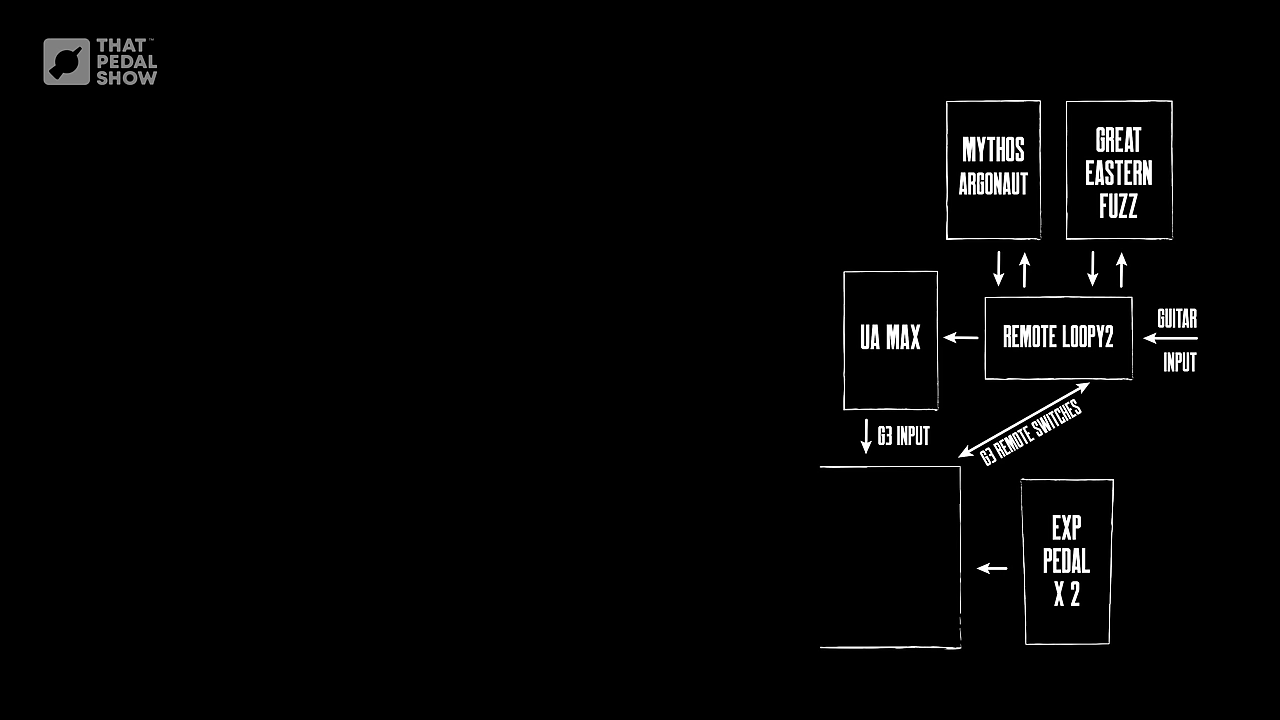 THAT™
PEDAL
SHOW
MYTHOS
ARGONAUT
GREAT
EASTERN
FUZZ
UA MAX
REMOTE LOOPY2
GUITAR
INPUT
G3 INPUT
G3 REMOTE SWITCHES
EXP
PEDAL
X 2